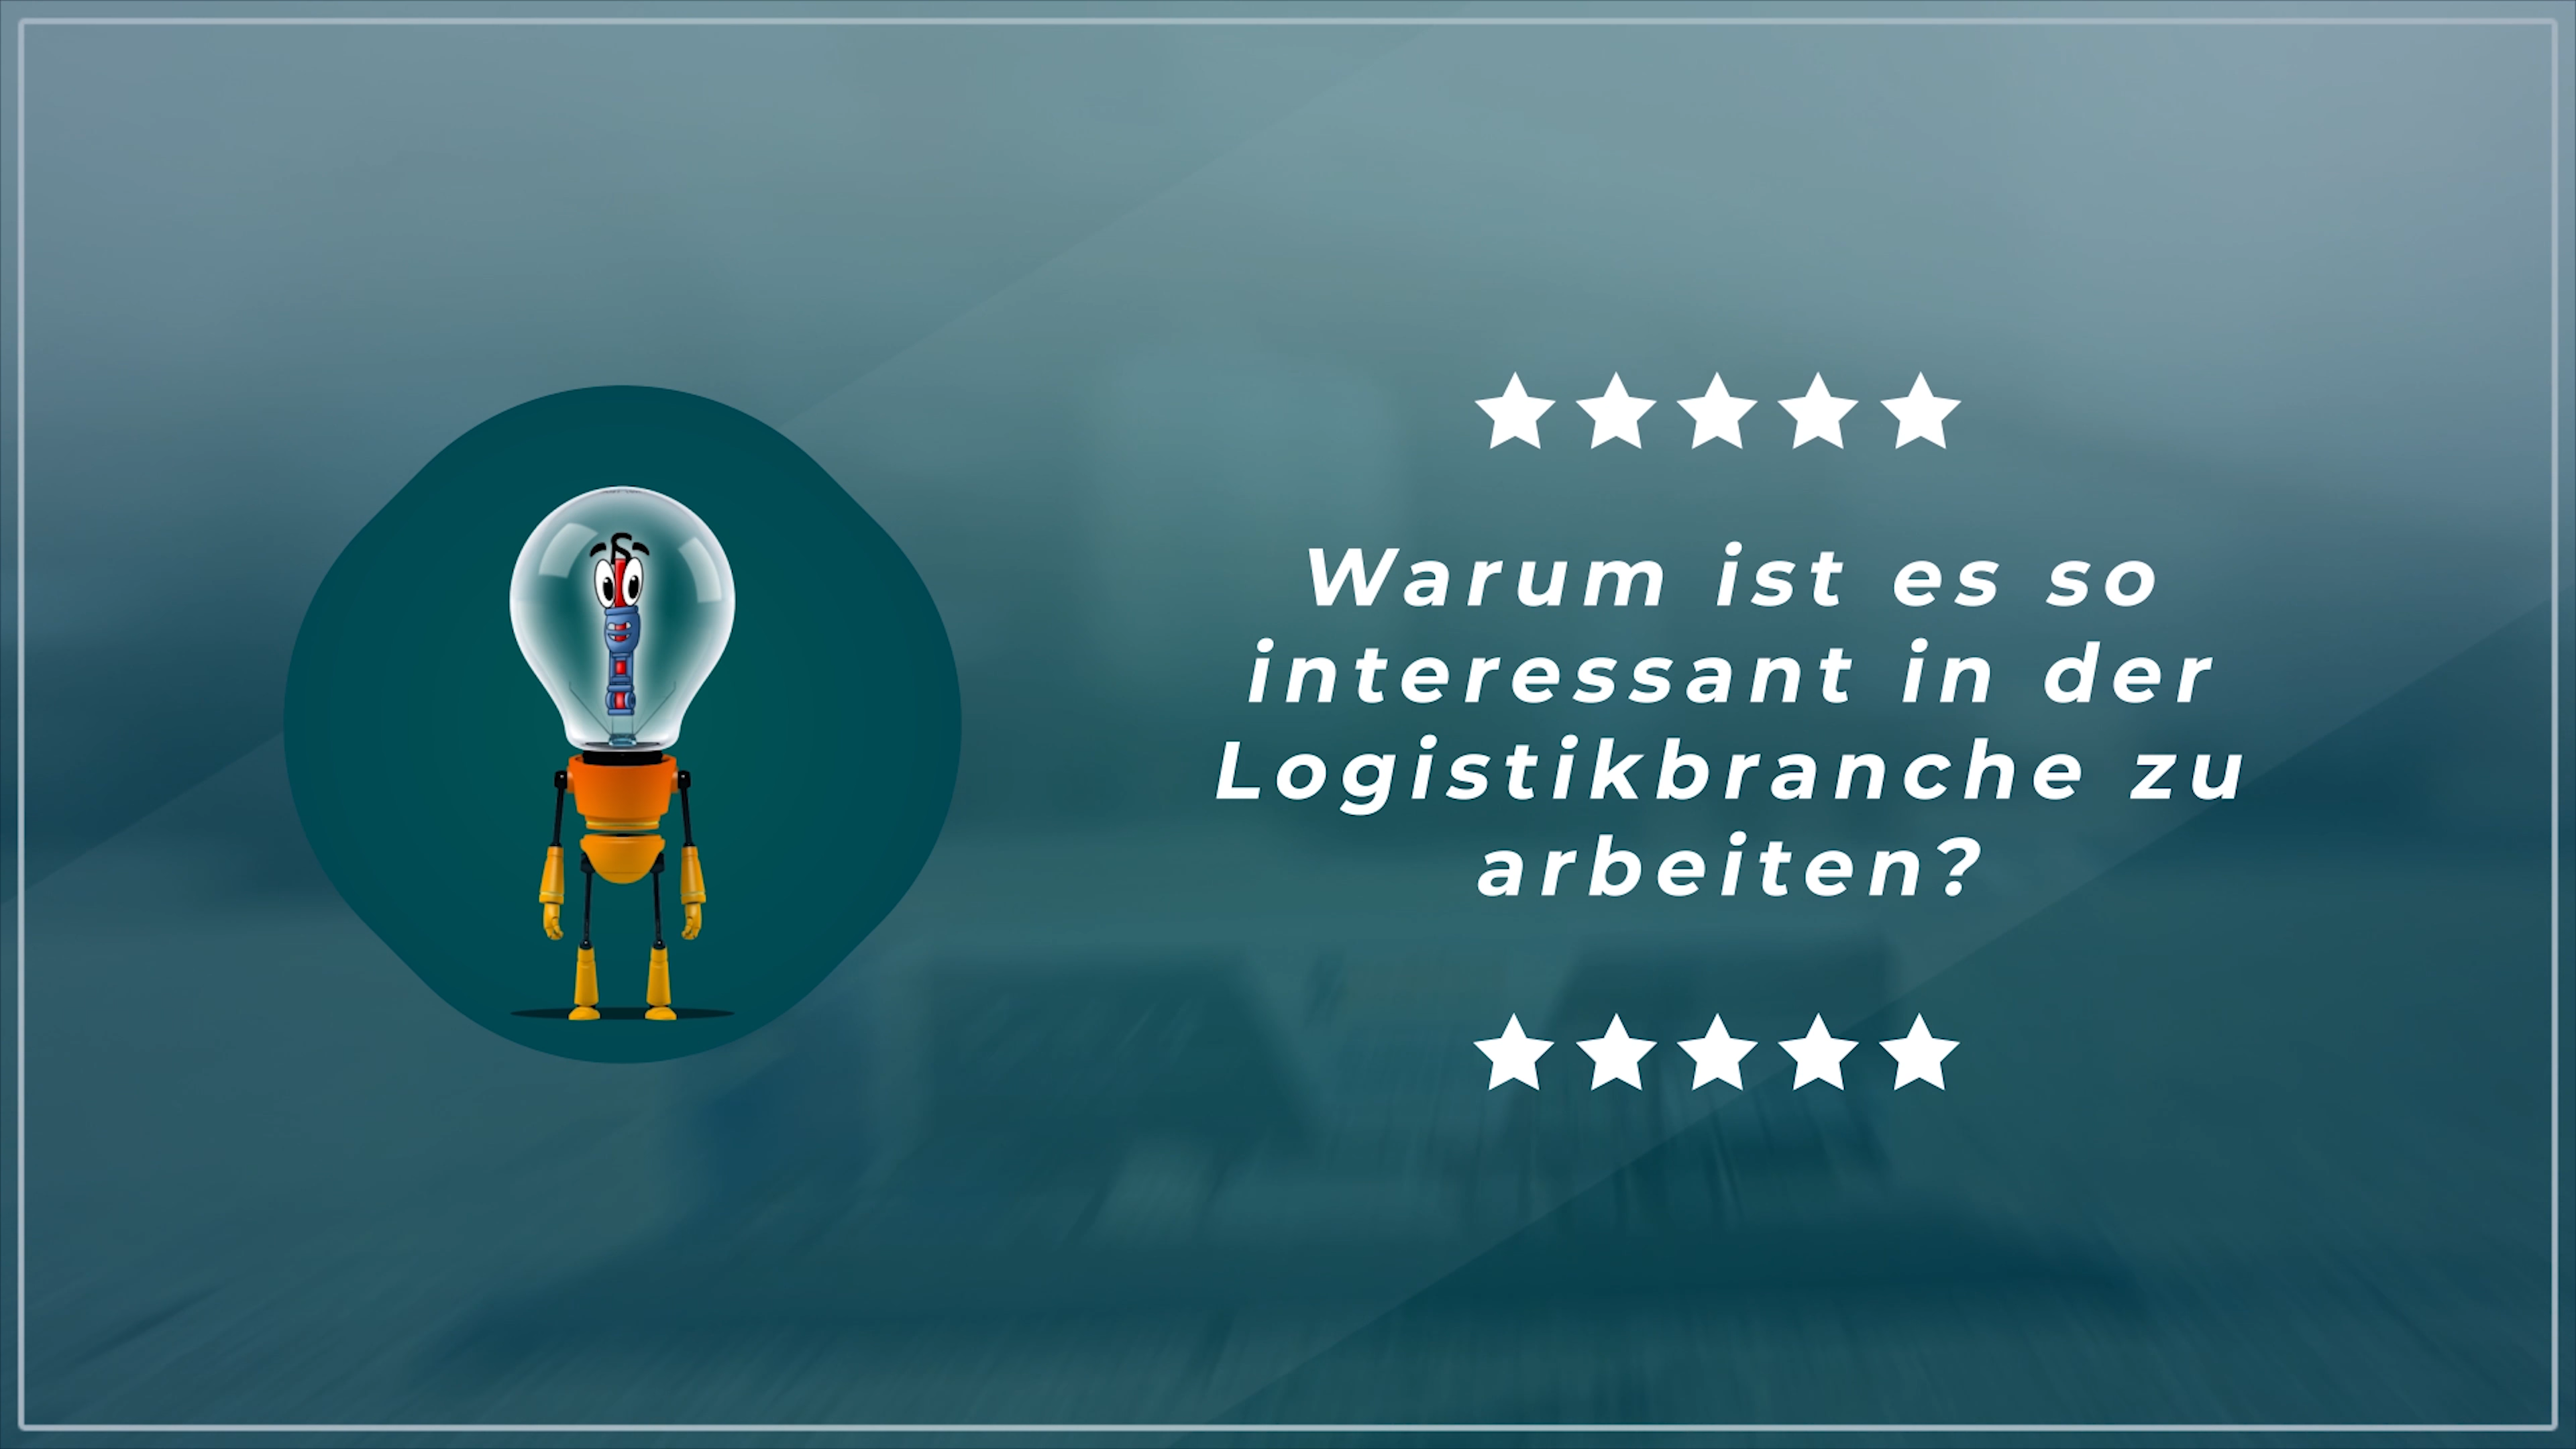 Warum ist es so
interessant in der
Logistikbranche zu
arbeiten?